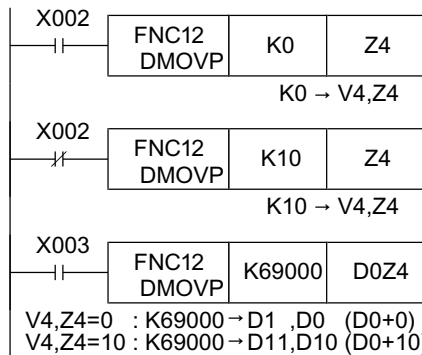 X002
FNC12 DMOVP K0 Z4
K0 → V4,Z4
X002
FNC12 DMOVP K10 Z4
K10 → V4,Z4
X003
FNC12 DMOVP K69000 D0Z4
V4,Z4=0 : K69000→D1 ,D0 (D0+0)
V4,Z4=10 : K69000→D11,D10 (D0+10)